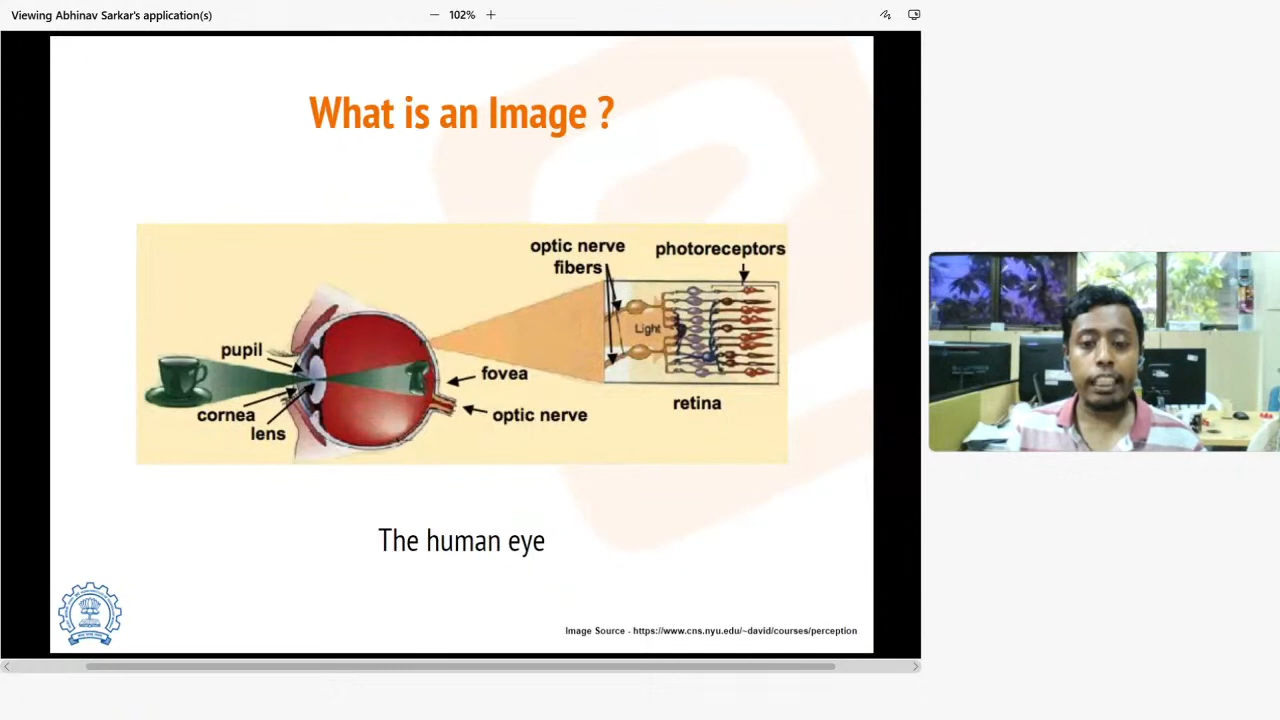 Viewing Abhinav Sarkar's application(s)
102%
What is an Image ?
optic nerve
fibers
photoreceptors
Light
pupil
fovea
cornea
optic nerve
lens
retina
The human eye
Image Source - https://www.cns.nyu.edu/~david/courses/perception